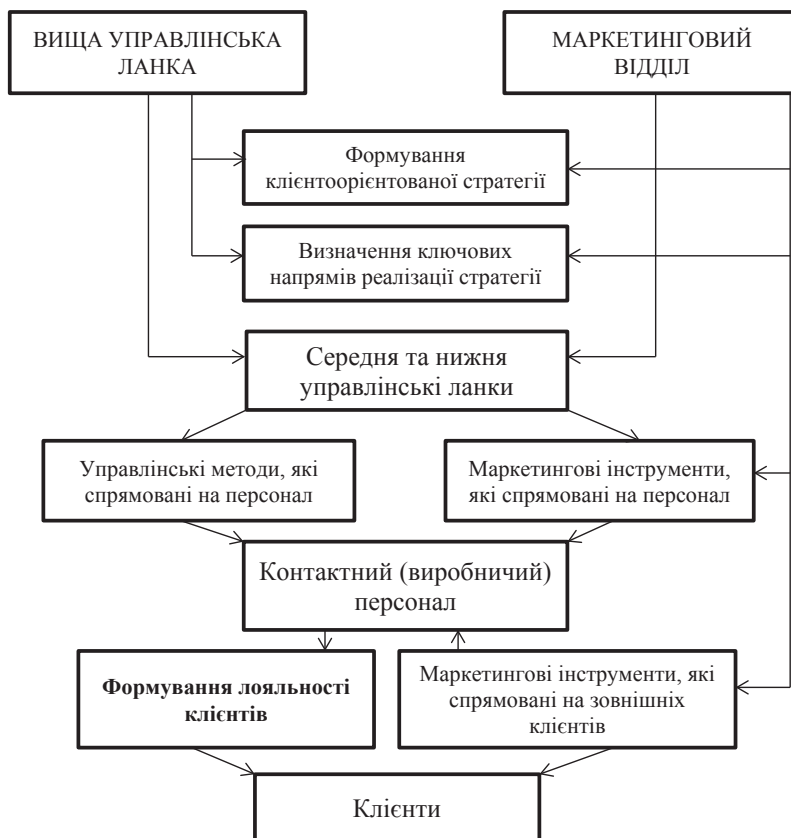 ВИЩА УПРАВЛІНСЬКА
ЛАНКА
МАРКЕТИНГОВИЙ
ВІДДІЛ
Формування
клієнтоорієнтованої стратегії
Визначення ключових
напрямів реалізації стратегії
Середня та нижня
управлінські ланки
Управлінські методи, які
спрямовані на персонал
Маркетингові інструменти,
які спрямовані на персонал
Контактний (виробничий)
персонал
Формування лояльності
клієнтів
Маркетингові інструменти, які
спрямовані на зовнішніх
клієнтів
Клієнти